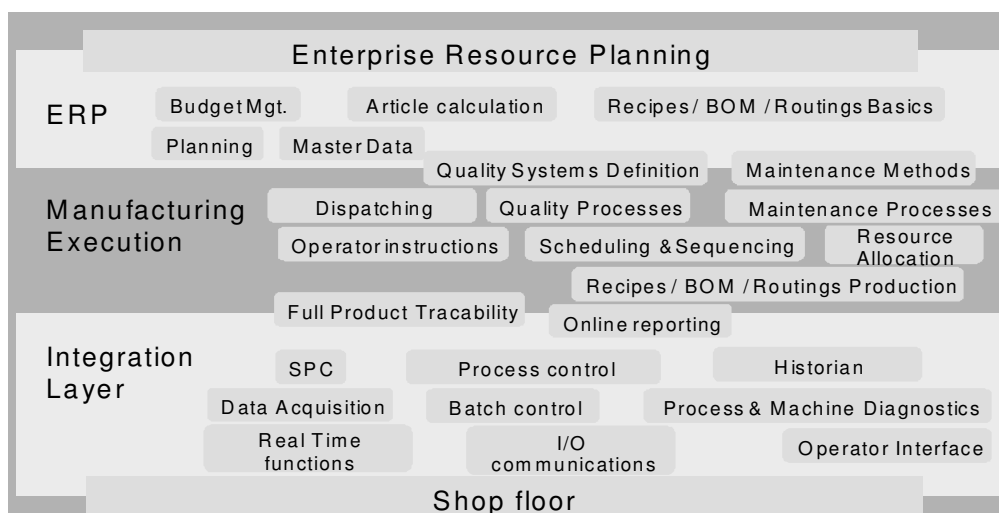 Enterprise Resource Planning
ERP
Budget Mgt.
Article calculation
Recipes / BOM / Routings Basics
Planning
Master Data
Quality Systems Definition
Maintenance Methods
Manufacturing
Execution
Dispatching
Quality Processes
Maintenance Processes
Operator instructions
Scheduling & Sequencing
Resource
Allocation
Recipes / BOM / Routings Production
Full Product Tracability
Online reporting
Integration
Layer
SPC
Process control
Historian
Data Acquisition
Batch control
Process & Machine Diagnostics
Real Time
functions
I/O
communications
Operator Interface
Shop floor